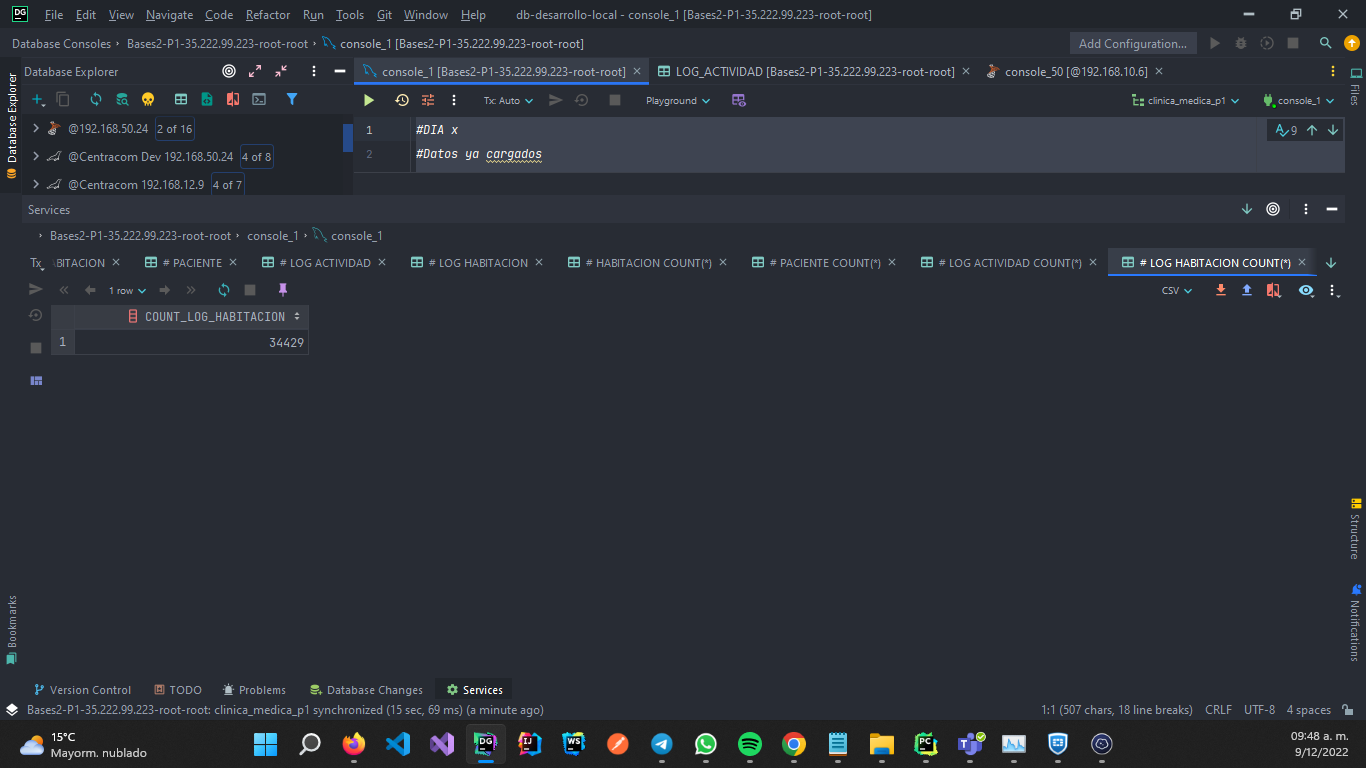 DG File Edit View Navigate Code Refactor Run Tools Git Window Help db-desarrollo-local - console_1 [Bases2-P1-35.222.99.223-root-root]
Database Consoles Bases2-P1-35.222.99.223-root-root console_1 [Bases2-P1-35.222.99.223-root-root] Add Configuration...
Database Explorer console_1 [Bases2-P1-35.222.99.223-root-root] LOG_ACTIVIDAD [Bases2-P1-35.222.99.223-root-root] console_50 [@192.168.10.6]
Database Explorer
Files
Tx: Auto Playground clinica_medica_p1 console_1
@192.168.50.24 2 of 16
@Centracom Dev 192.168.50.24 4 of 8
@Centracom 192.168.12.9 4 of 7
1 #DIA x 9
2 #Datos ya cargados
Services
Bases2-P1-35.222.99.223-root-root console_1 console_1
Tx BITACION # PACIENTE # LOG ACTIVIDAD # LOG HABITACION # HABITACION COUNT(*) # PACIENTE COUNT(*) # LOG ACTIVIDAD COUNT(*) # LOG HABITACION COUNT(*)
1 row CSV
COUNT_LOG_HABITACION
1 34429
Structure
Notifications
Bookmarks
Version Control TODO Problems Database Changes Services
Bases2-P1-35.222.99.223-root-root: clinica_medica_p1 synchronized (15 sec, 69 ms) (a minute ago) 1:1 (507 chars, 18 line breaks) CRLF UTF-8 4 spaces
15°C
Mayorm. nublado
DG IJ WS PC
09:48 a. m.
9/12/2022